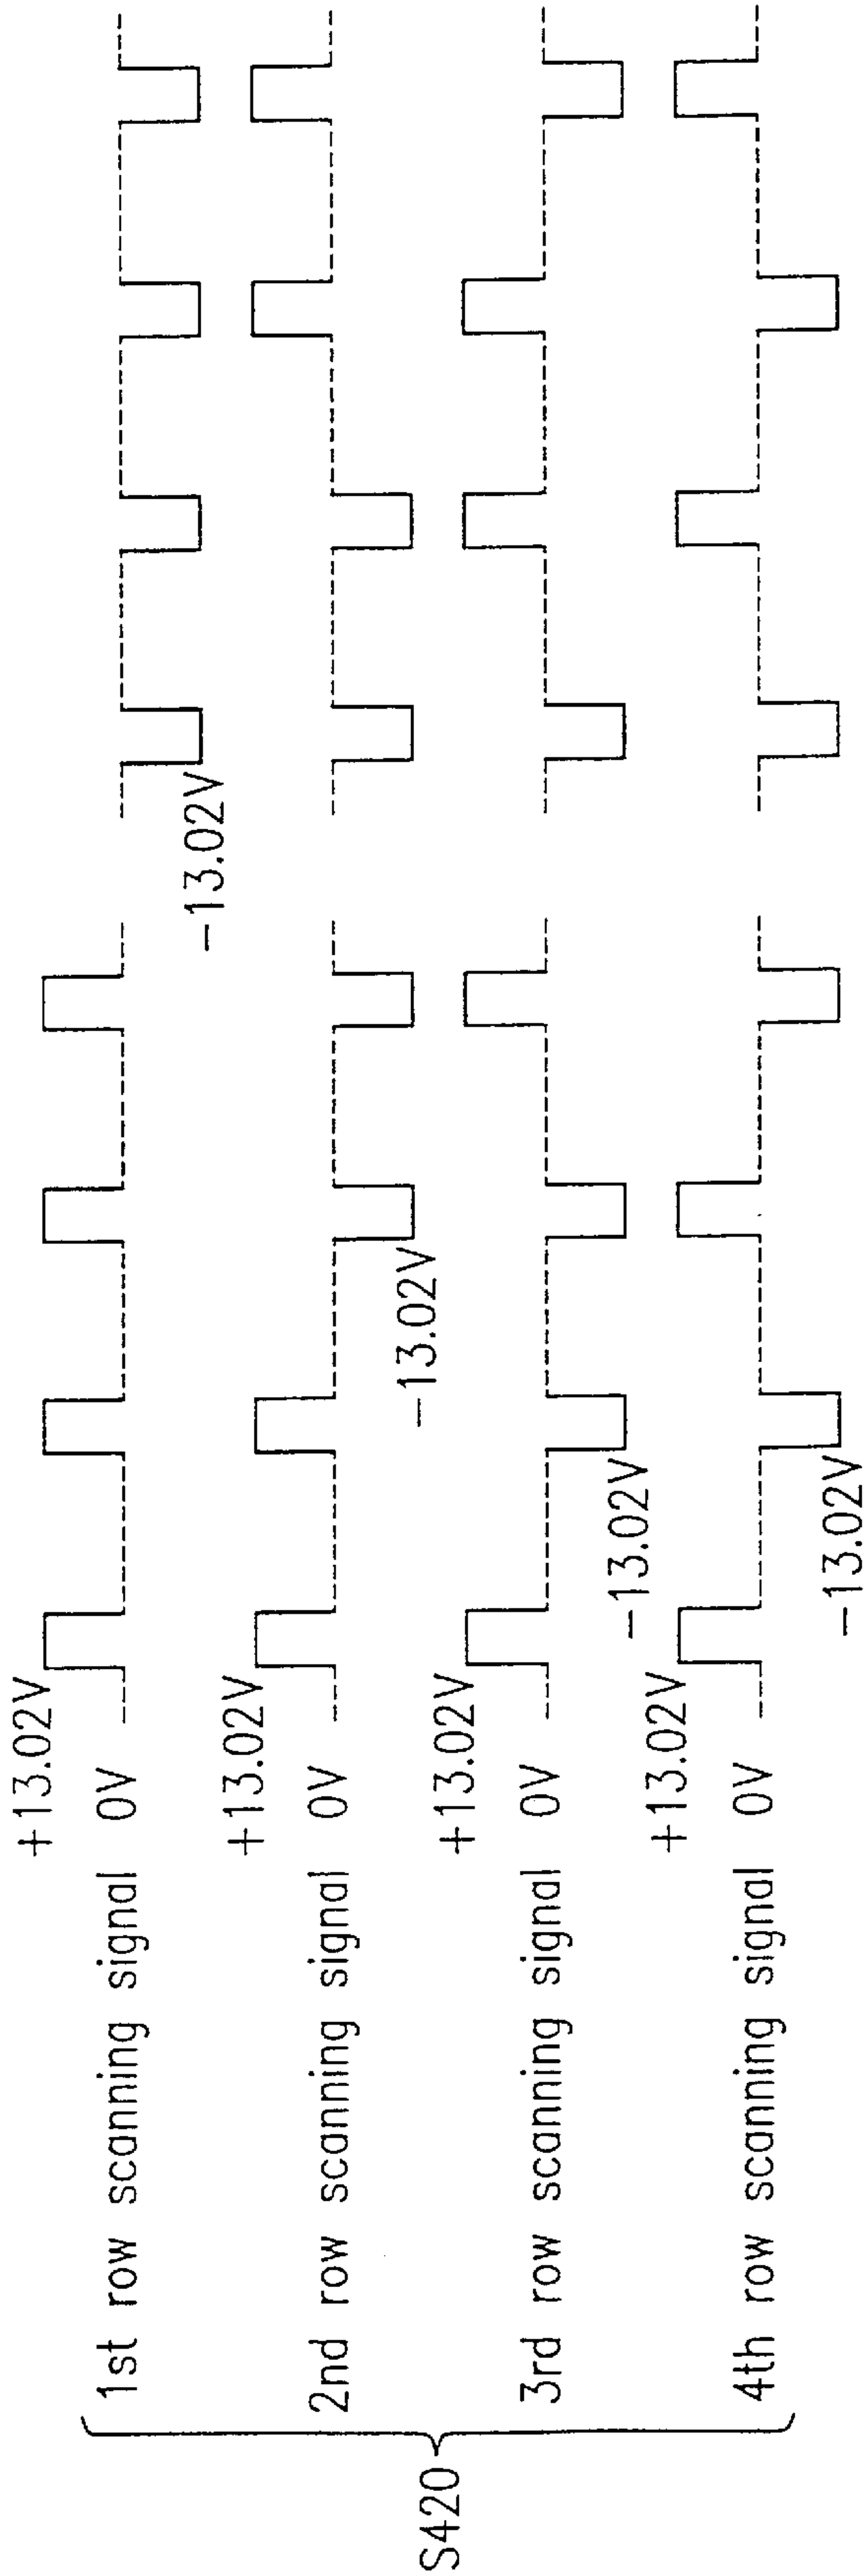 S420
+13.02V
1st row scanning signal 0V
-13.02V
+13.02V
2nd row scanning signal 0V
-13.02V
+13.02V
3rd row scanning signal 0V
-13.02V
+13.02V
4th row scanning signal 0V
-13.02V